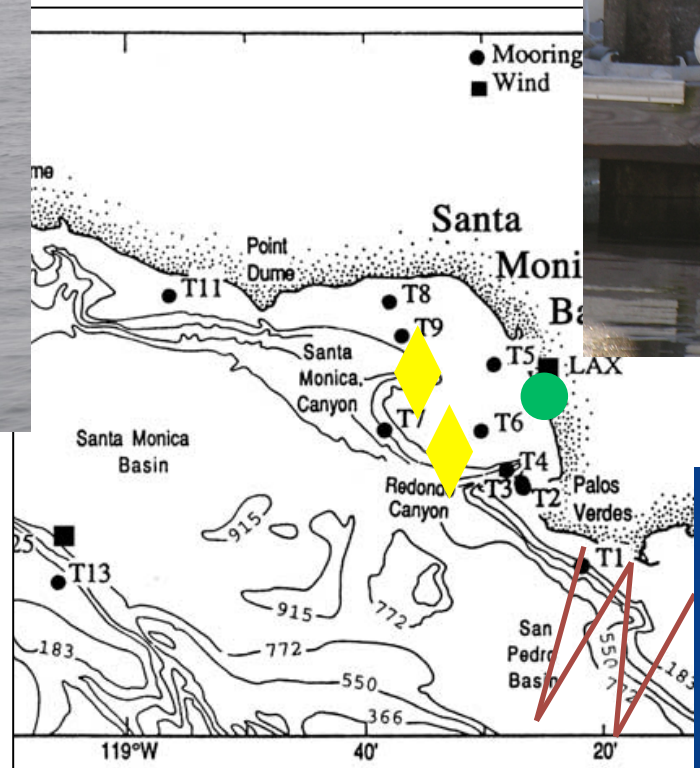 Mooring
Wind
me
Santa
Moni
Ba
Point
Dume
T11
T8
T9
Santa
Monica,
Canyon
T5
LAX
T7
T6
Santa Monica
Basin
T4
T3
T2
Redond
Canyon
Palos
Verdes
915
25
T13
T1
915
772
183
772
550
366
San
Pedro
Basin
550
772
183
119°W
40'
20'